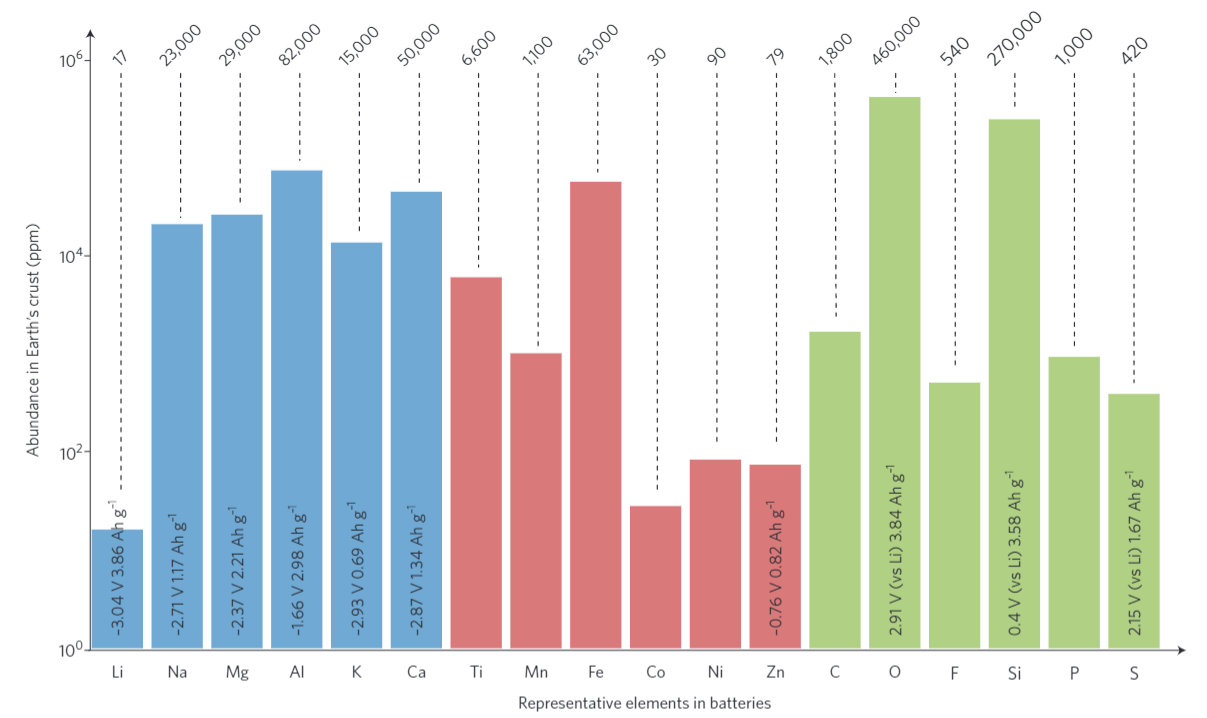 17 23,000 29,000 82,000 15,000 50,000 6,600 1,100 63,000 30 90 79 1,800 460,000 540 270,000 1,000 420
10⁶
10⁴
10²
10⁰
Abundance in Earth's crust (ppm)
-3.04 V 3.86 Ah g⁻¹
-2.71 V 1.17 Ah g⁻¹
-2.37 V 2.21 Ah g⁻¹
-1.66 V 2.98 Ah g⁻¹
-2.93 V 0.69 Ah g⁻¹
-2.87 V 1.34 Ah g⁻¹
-0.76 V 0.82 Ah g⁻¹
2.91 V (vs Li) 3.84 Ah g⁻¹
0.4 V (vs Li) 3.58 Ah g⁻¹
2.15 V (vs Li) 1.67 Ah g⁻¹
Li Na Mg Al K Ca Ti Mn Fe Co Ni Zn C O F Si P S
Representative elements in batteries